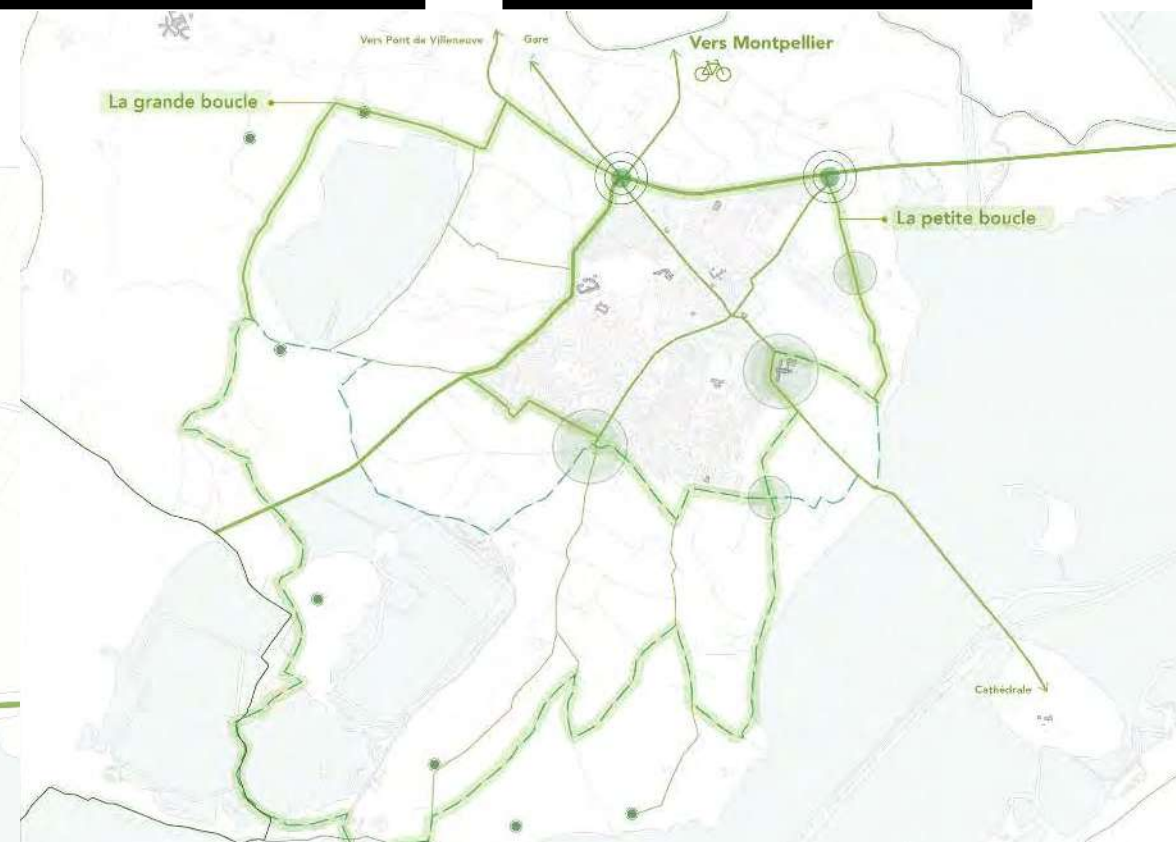 Vers Pont de Villeneuve
Gare
Vers Montpellier
La grande boucle
La petite boucle
Cathédrale